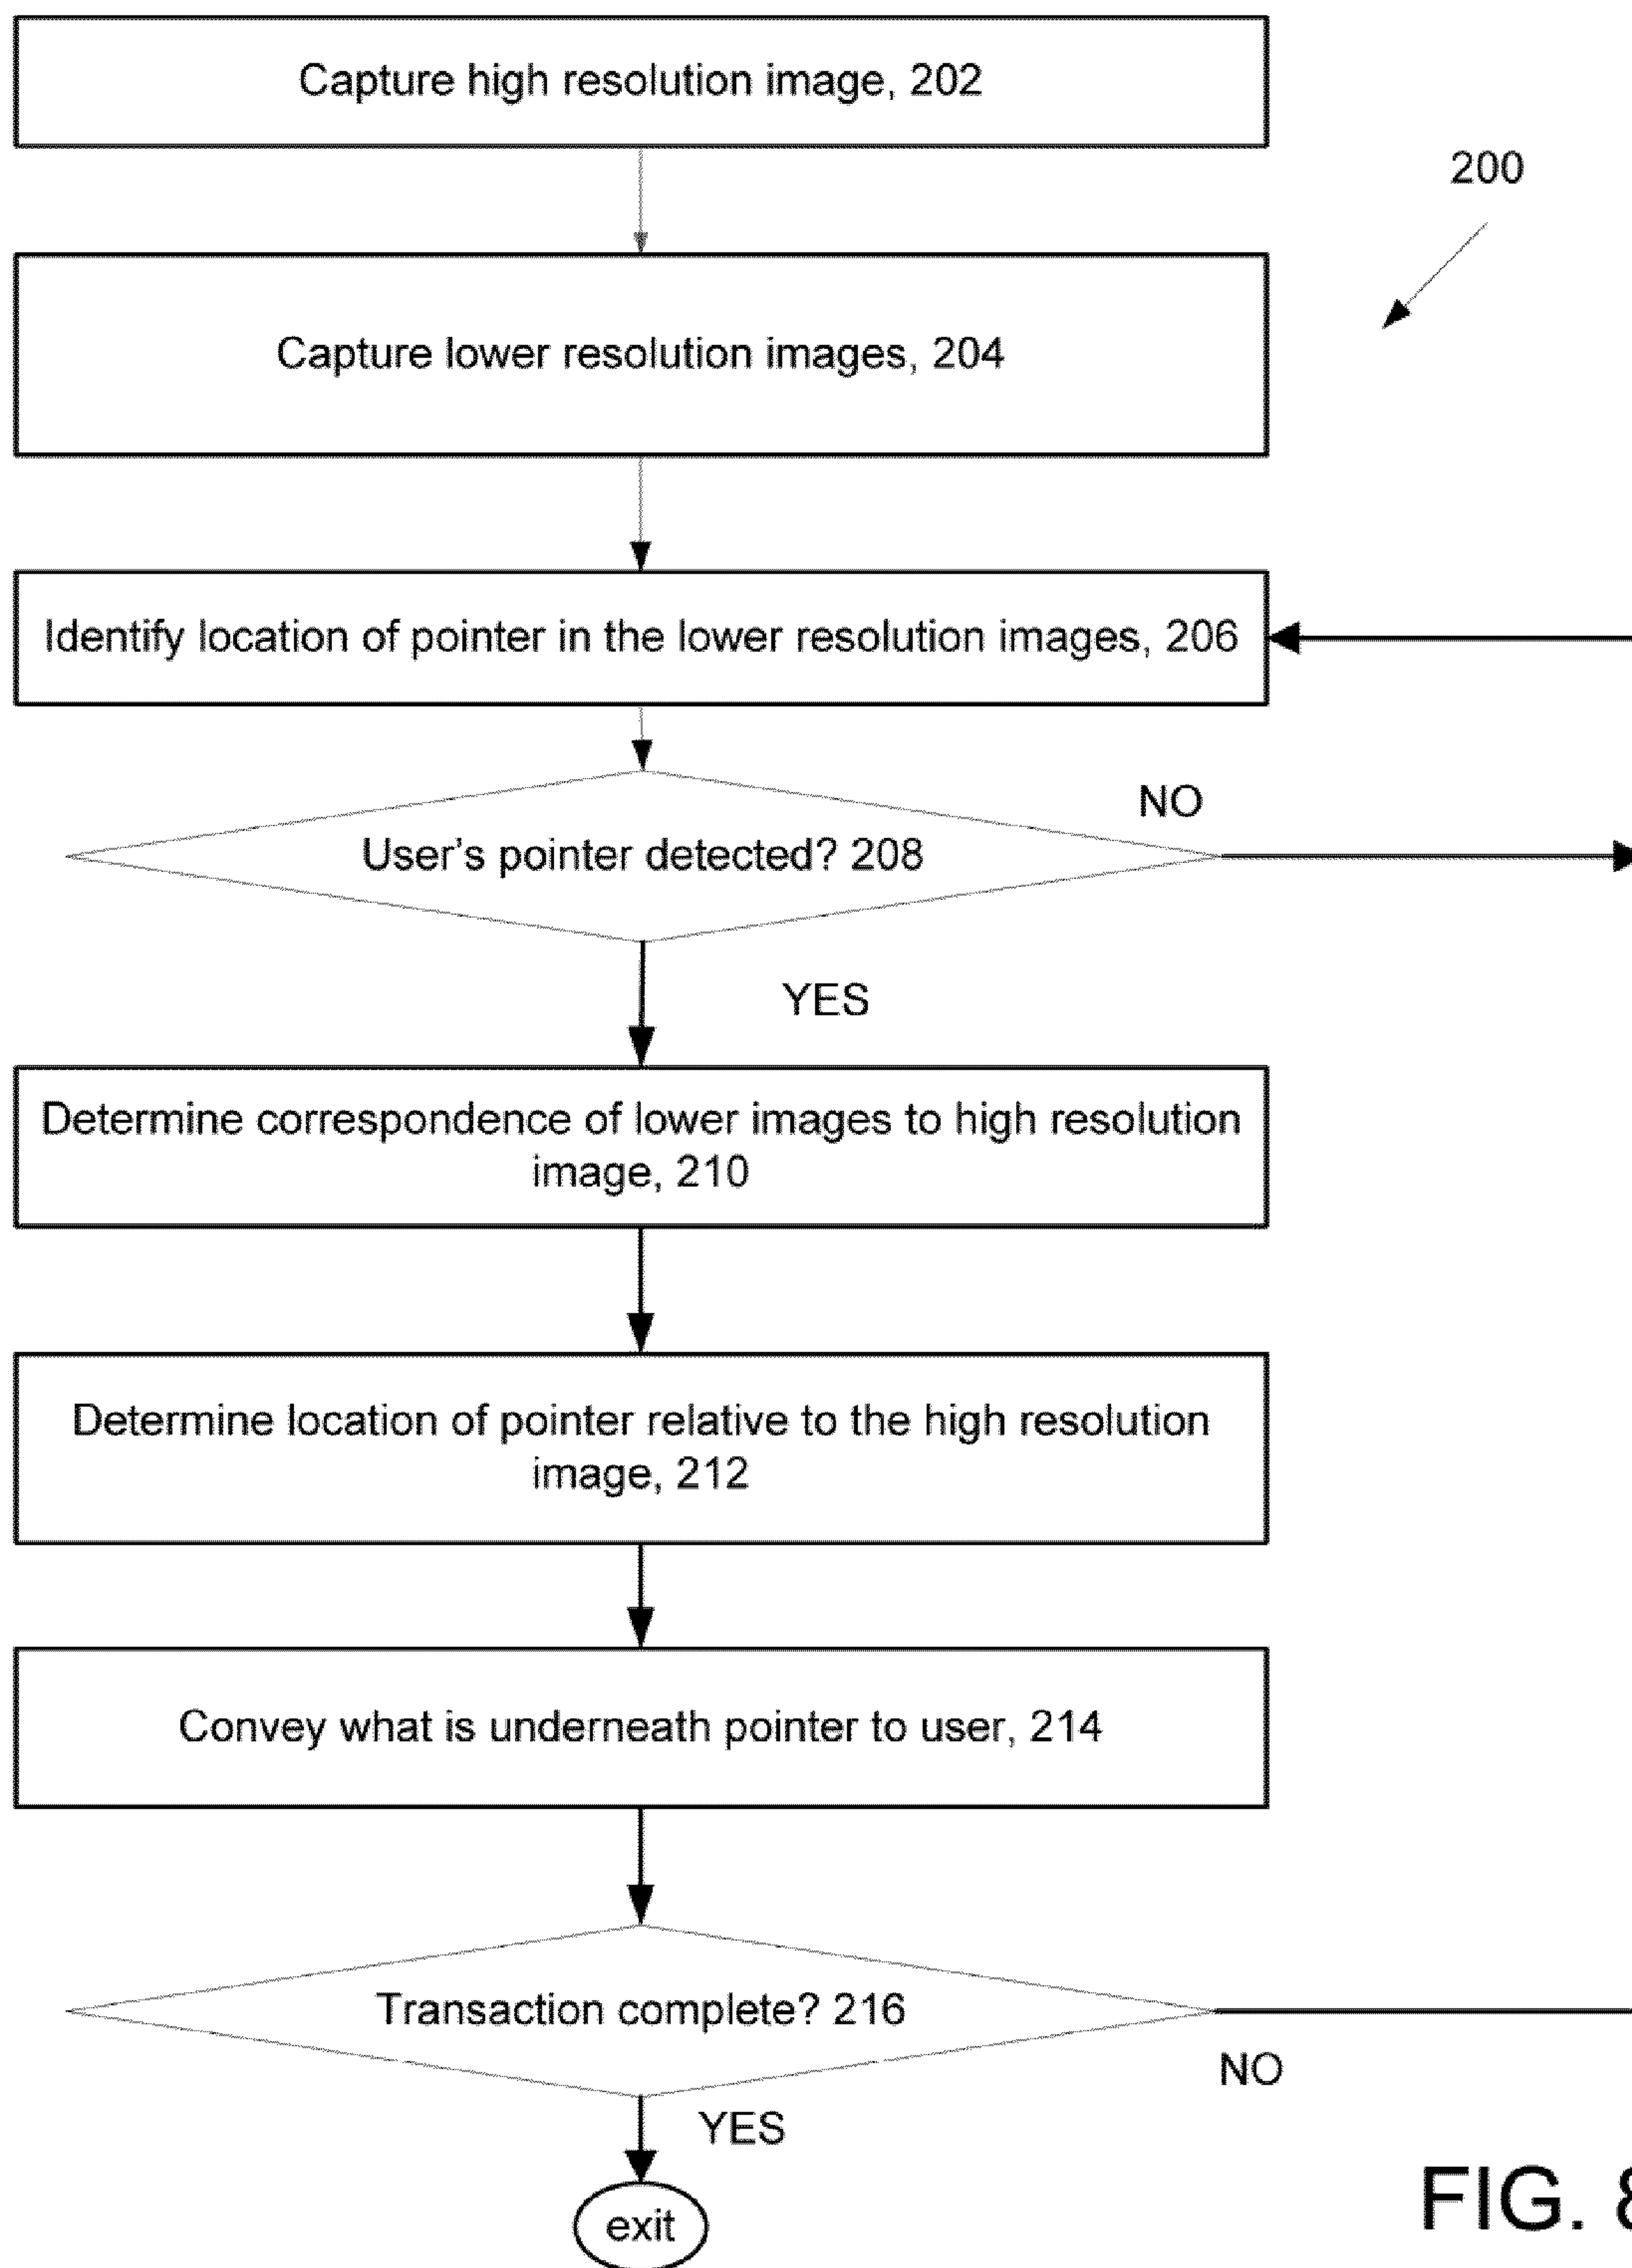 Capture high resolution image, 202
200
Capture lower resolution images, 204
Identify location of pointer in the lower resolution images, 206
NO
User's pointer detected? 208
YES
Determine correspondence of lower images to high resolution
image, 210
Determine location of pointer relative to the high resolution
image, 212
Convey what is underneath pointer to user, 214
Transaction complete? 216
NO
YES
exit
FIG. 8